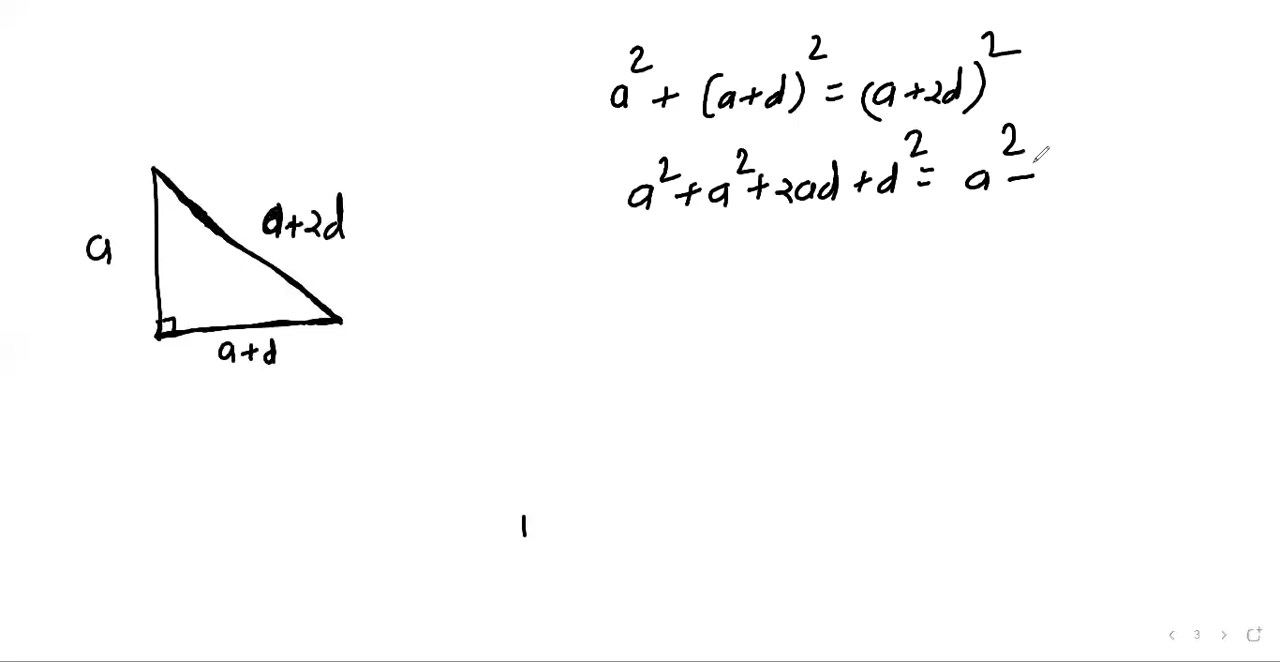 a² + (a+d)² = (a+2d)²
a² + a² + 2ad + d² = a² –
a+2d
a
a+d
1
< 3 >